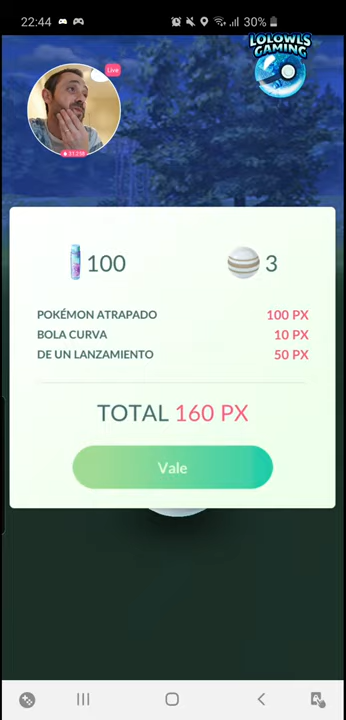 22:44 30%
LOLOWLS
GAMING
Live
100 3
POKÉMON ATRAPADO 100 PX
BOLA CURVA 10 PX
DE UN LANZAMIENTO 50 PX
TOTAL 160 PX
Vale